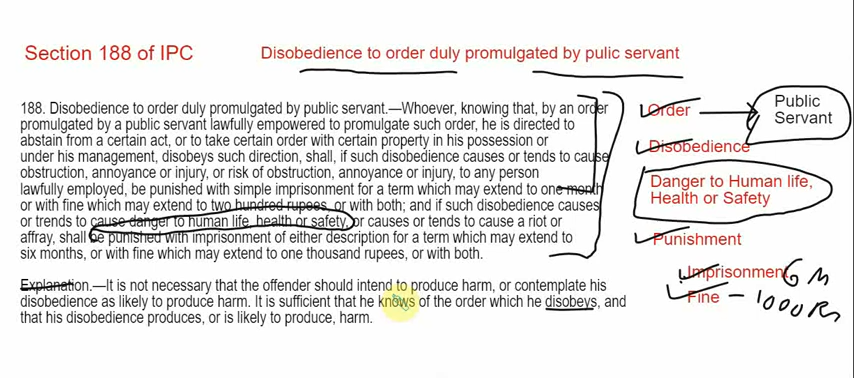 Section 188 of IPC
Disobedience to order duly promulgated by pulic servant
188. Disobedience to order duly promulgated by public servant.—Whoever, knowing that, by an order
promulgated by a public servant lawfully empowered to promulgate such order, he is directed to
abstain from a certain act, or to take certain order with certain property in his possession or
under his management, disobeys such direction, shall, if such disobedience causes or tends to cause
obstruction, annoyance or injury, or risk of obstruction, annoyance or injury, to any person
lawfully employed, be punished with simple imprisonment for a term which may extend to one month
or with fine which may extend to two hundred rupees, or with both; and if such disobedience causes
or trends to cause danger to human life, health or safety, or causes or tends to cause a riot or
affray, shall be punished with imprisonment of either description for a term which may extend to
six months, or with fine which may extend to one thousand rupees, or with both.
Explanation.—It is not necessary that the offender should intend to produce harm, or contemplate his
disobedience as likely to produce harm. It is sufficient that he knows of the order which he disobeys, and
that his disobedience produces, or is likely to produce, harm.
Order
Public
Servant
Disobedience
Danger to Human life,
Health or Safety
Punishment
Imprisonment 6 M
Fine – 1000 Rs